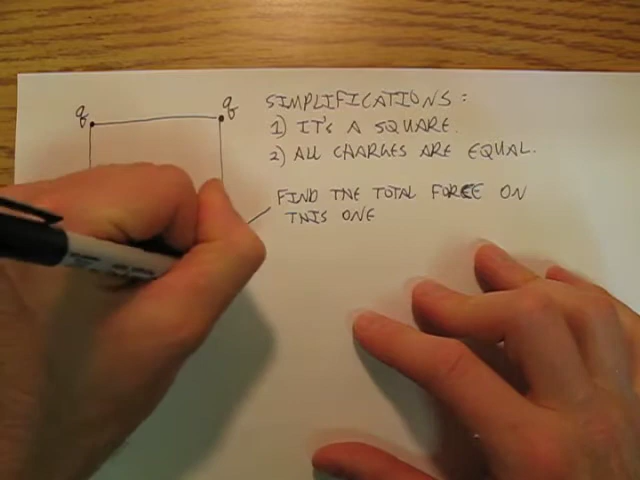 q
q
SIMPLIFICATIONS:
1) IT'S A SQUARE.
2) ALL CHARGES ARE EQUAL.
FIND THE TOTAL FORCE ON
THIS ONE